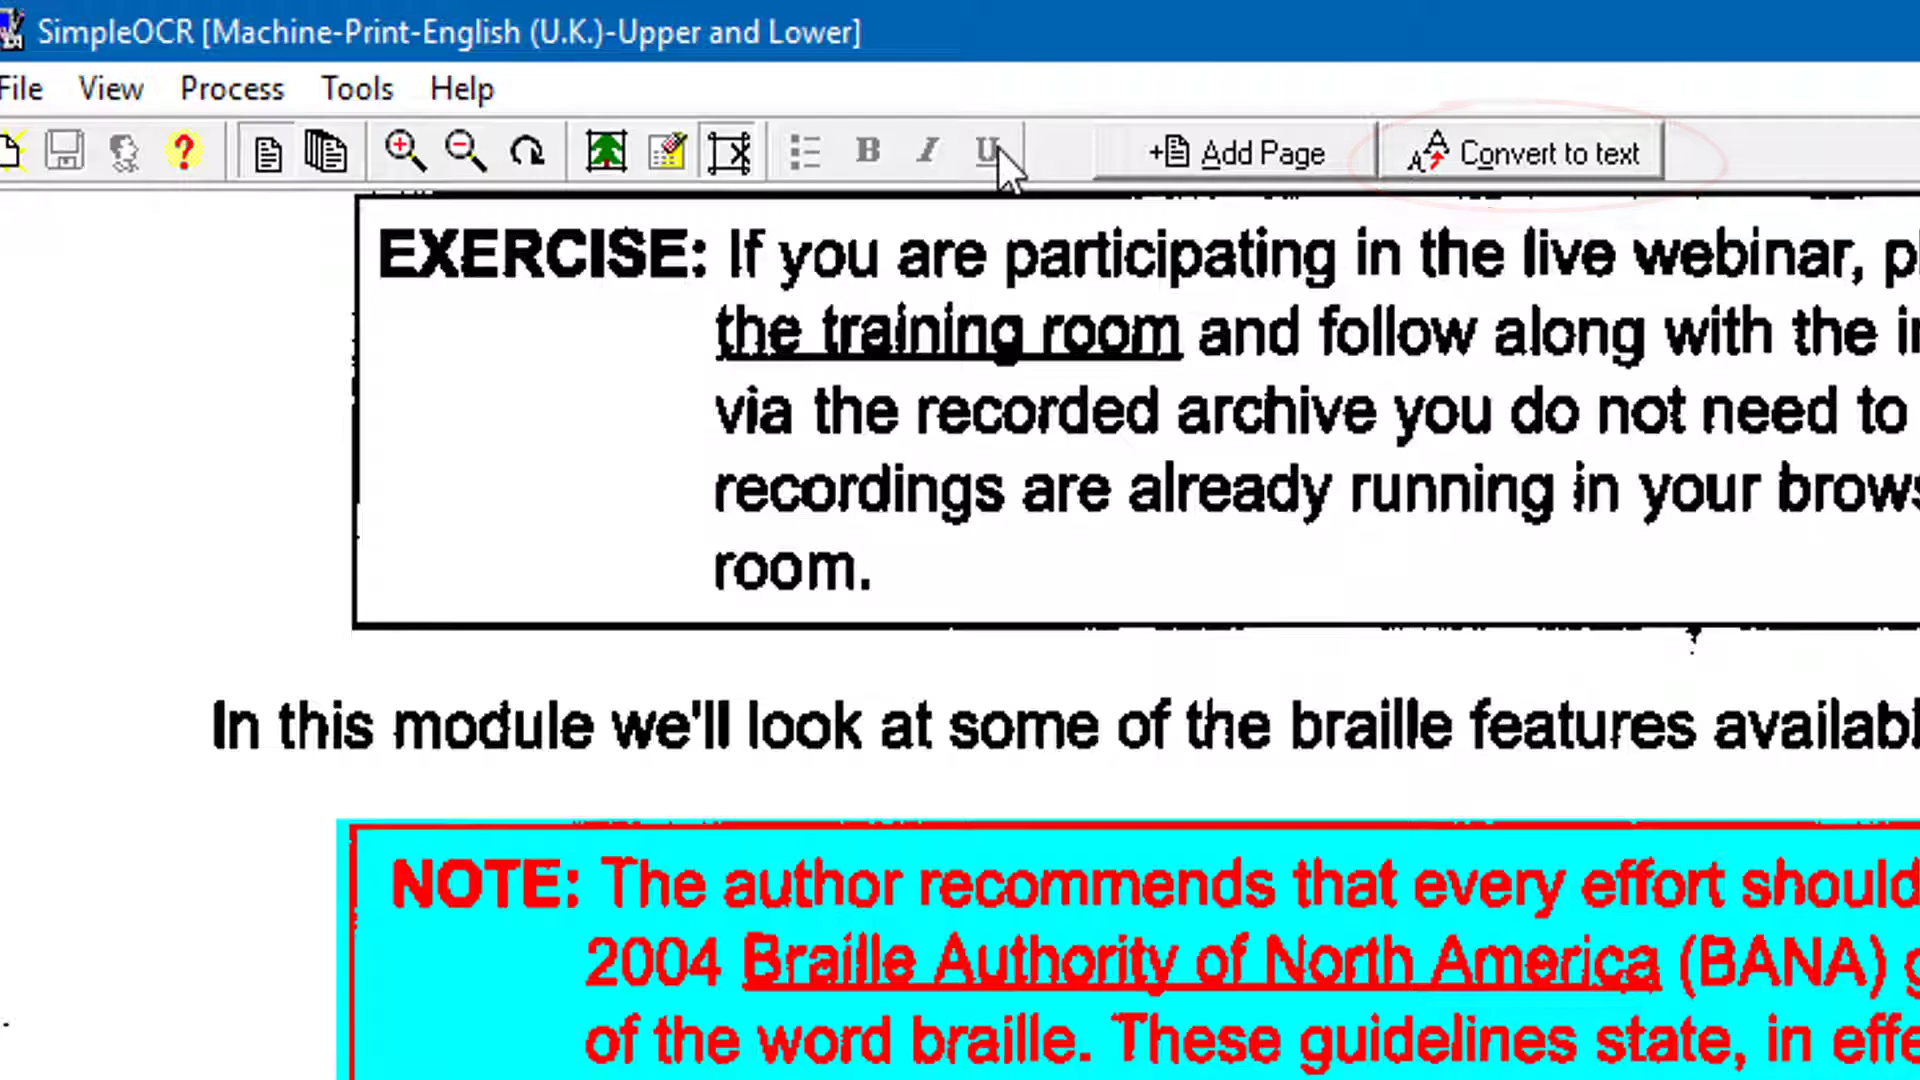 SimpleOCR [Machine-Print-English (U.K.)-Upper and Lower]
File View Process Tools Help
B I U +Add Page Convert to text
EXERCISE: If you are participating in the live webinar,
the training room and follow along with the
via the recorded archive you do not need to
recordings are already running in your
room.
In this module we'll look at some of the braille features
NOTE: The author recommends that every effort should
2004 Braille Authority of North America (BANA)
of the word braille. These guidelines state, in